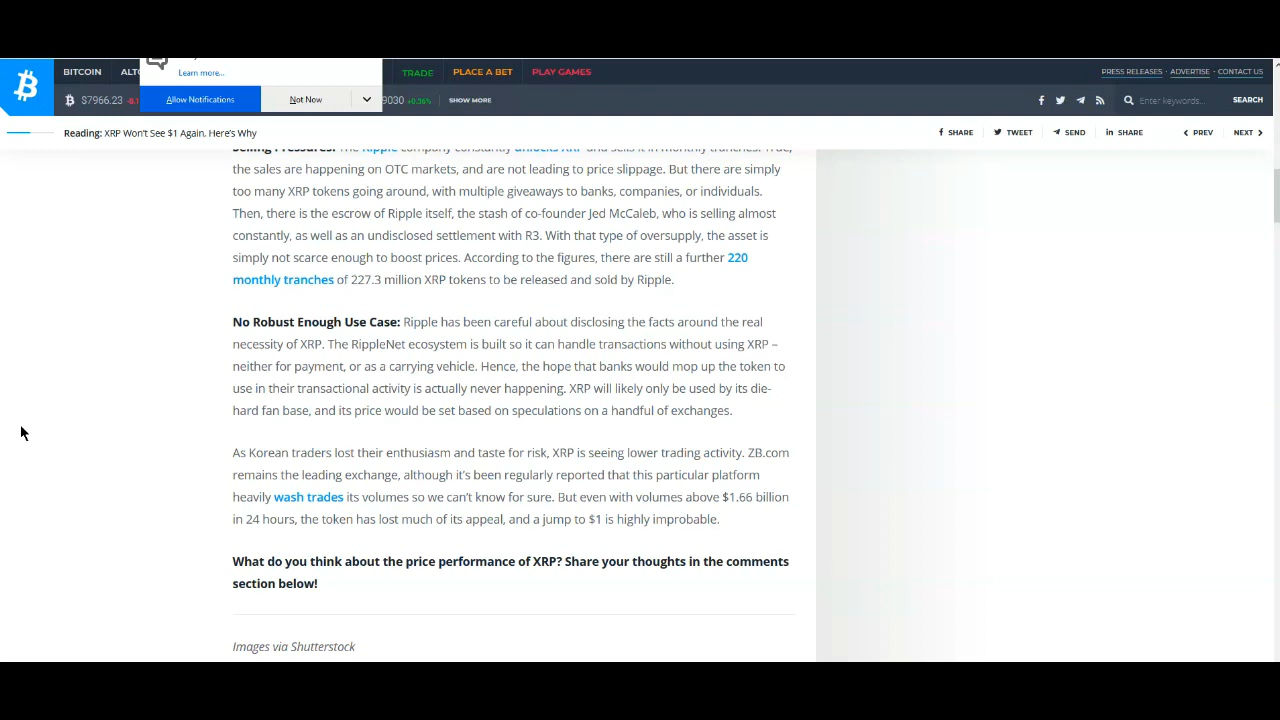 BITCOIN ALTC TRADE PLACE A BET PLAY GAMES PRESS RELEASES · ADVERTISE · CONTACT US
Learn more...
$7966.23 -0.1 Allow Notifications Not Now 9030 +0.36% SHOW MORE Enter keywords... SEARCH
Reading: XRP Won't See $1 Again, Here's Why SHARE TWEET SEND SHARE PREV NEXT
Selling Pressures: The Ripple company constantly unlocks XRP and sells it in monthly tranches. True,
the sales are happening on OTC markets, and are not leading to price slippage. But there are simply
too many XRP tokens going around, with multiple giveaways to banks, companies, or individuals.
Then, there is the escrow of Ripple itself, the stash of co-founder Jed McCaleb, who is selling almost
constantly, as well as an undisclosed settlement with R3. With that type of oversupply, the asset is
simply not scarce enough to boost prices. According to the figures, there are still a further 220
monthly tranches of 227.3 million XRP tokens to be released and sold by Ripple.
No Robust Enough Use Case: Ripple has been careful about disclosing the facts around the real
necessity of XRP. The RippleNet ecosystem is built so it can handle transactions without using XRP –
neither for payment, or as a carrying vehicle. Hence, the hope that banks would mop up the token to
use in their transactional activity is actually never happening. XRP will likely only be used by its die-
hard fan base, and its price would be set based on speculations on a handful of exchanges.
As Korean traders lost their enthusiasm and taste for risk, XRP is seeing lower trading activity. ZB.com
remains the leading exchange, although it's been regularly reported that this particular platform
heavily wash trades its volumes so we can't know for sure. But even with volumes above $1.66 billion
in 24 hours, the token has lost much of its appeal, and a jump to $1 is highly improbable.
What do you think about the price performance of XRP? Share your thoughts in the comments
section below!
Images via Shutterstock